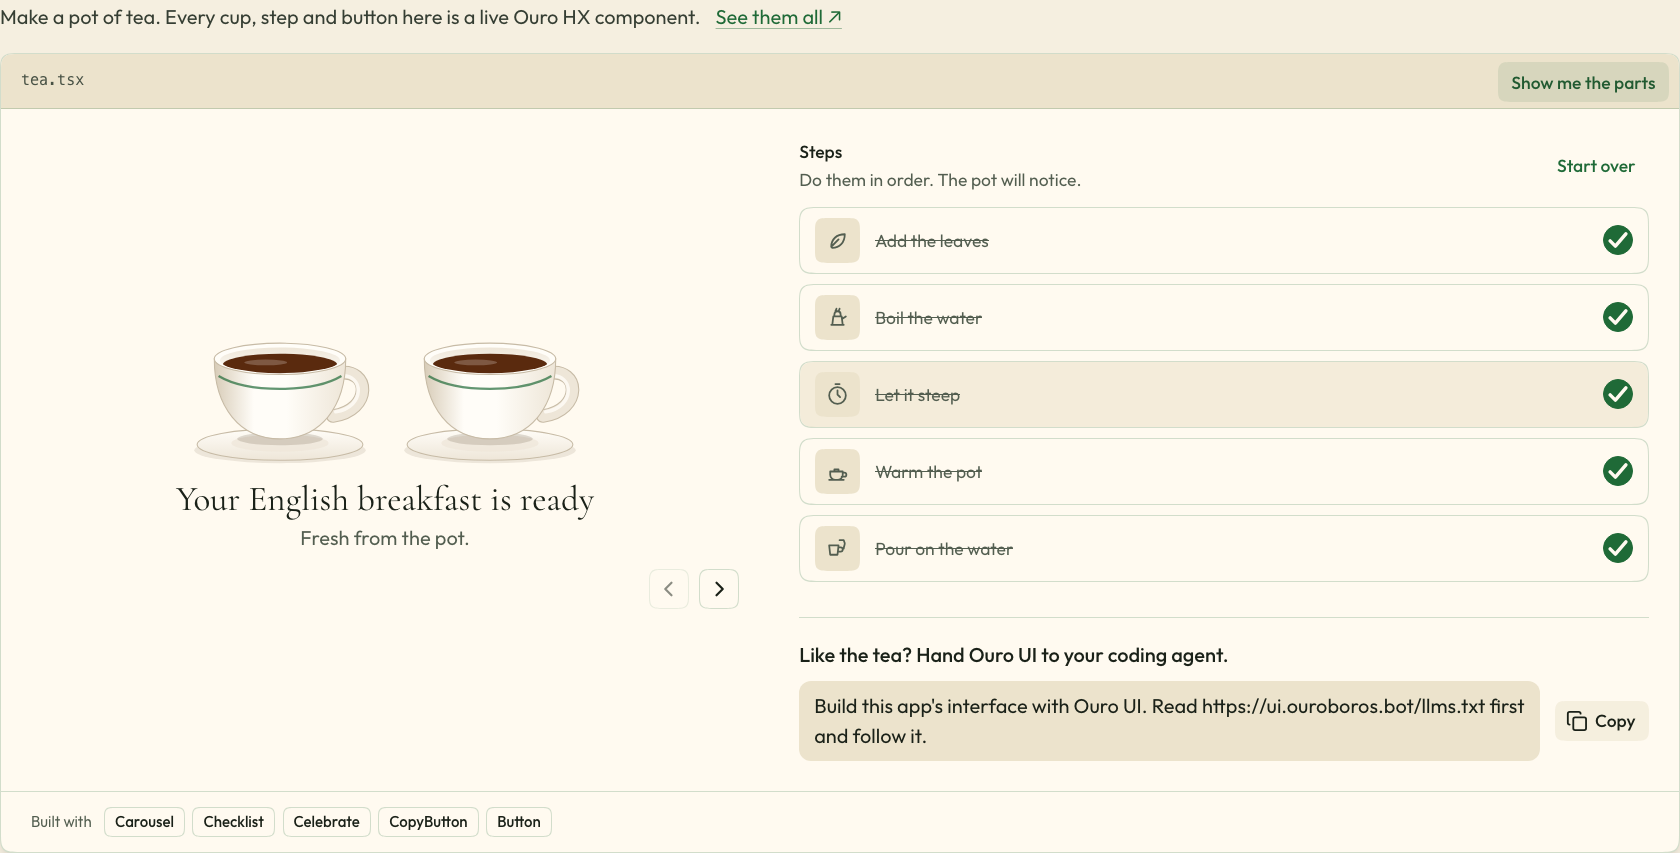 Make a pot of tea. Every cup, step and button here is a live Ouro HX component. See them all ↗
tea.tsx
Show me the parts
Your English breakfast is ready
Fresh from the pot.
Steps
Do them in order. The pot will notice.
Start over
Add the leaves
Boil the water
Let it steep
Warm the pot
Pour on the water
Like the tea? Hand Ouro UI to your coding agent.
Build this app's interface with Ouro UI. Read https://ui.ouroboros.bot/llms.txt first
and follow it.
Copy
Built with Carousel Checklist Celebrate CopyButton Button